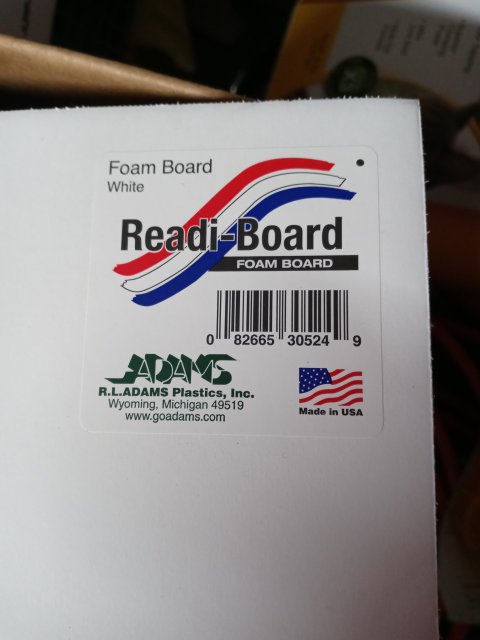 Foam Board
White
Readi-Board
FOAM BOARD
0 82665 30524 9
ADAMS
R.L.ADAMS Plastics, Inc.
Wyoming, Michigan 49519
www.goadams.com
Made in USA